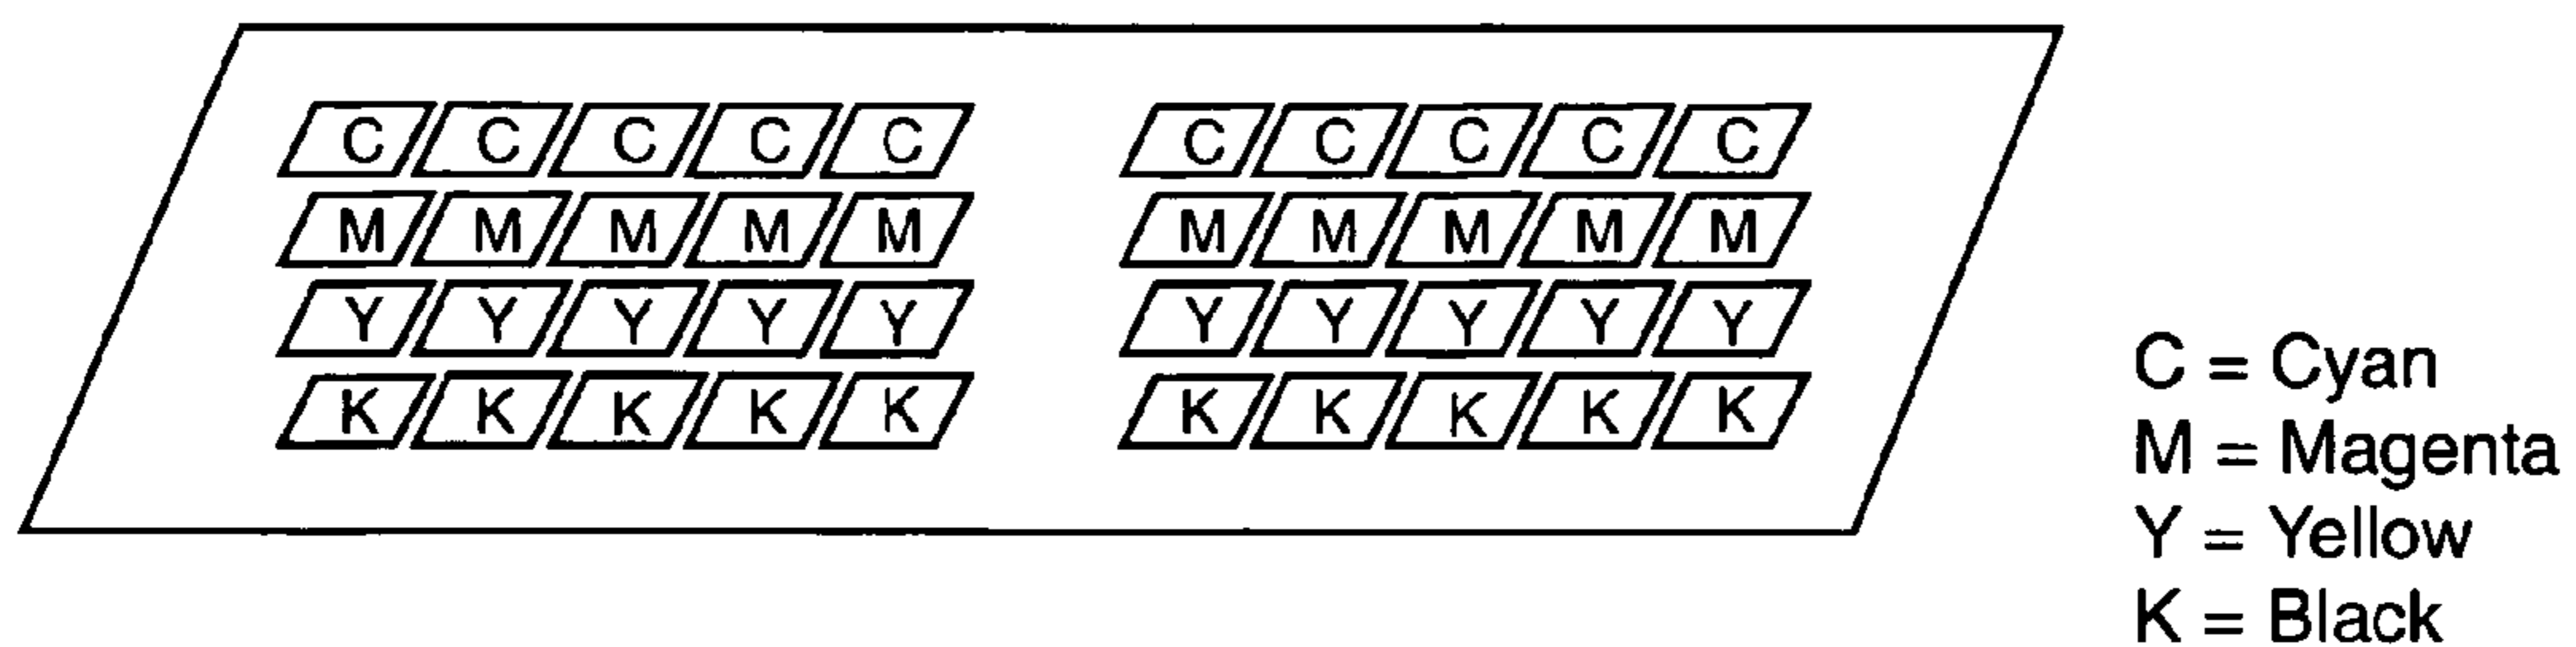 C C C C C C C C C C
M M M M M M M M M M
Y Y Y Y Y Y Y Y Y Y
K K K K K K K K K K
C = Cyan
M = Magenta
Y = Yellow
K = Black